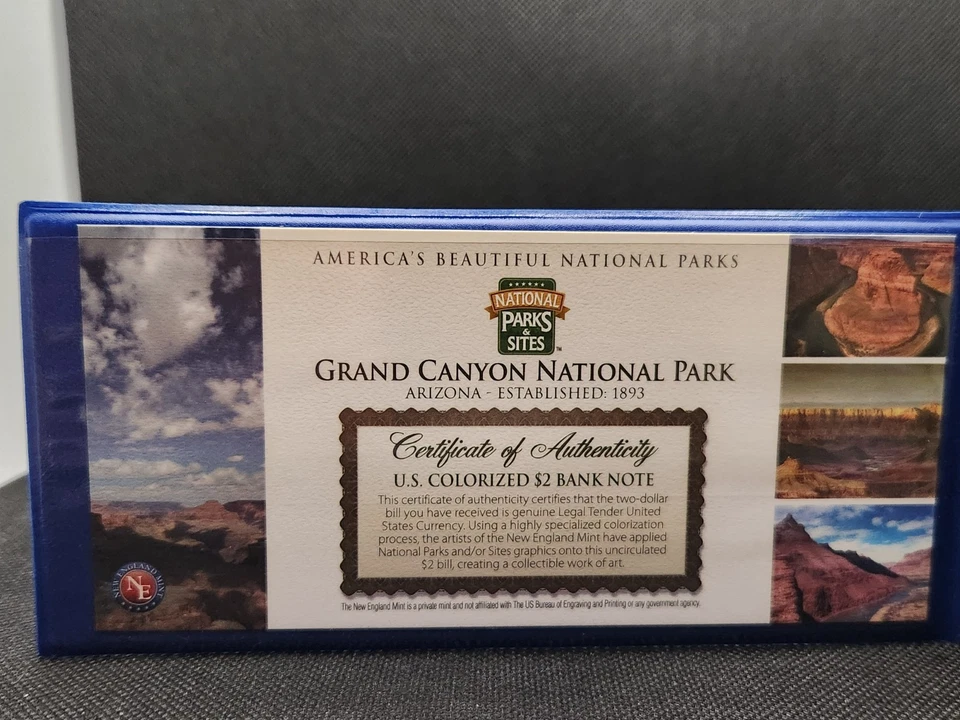 AMERICA'S BEAUTIFUL NATIONAL PARKS
NATIONAL
PARKS
&
SITES
TM
GRAND CANYON NATIONAL PARK
ARIZONA - ESTABLISHED: 1893
Certificate of Authenticity
U.S. COLORIZED $2 BANK NOTE
This certificate of authenticity certifies that the two-dollar
bill you have received is genuine Legal Tender United
States Currency. Using a highly specialized colorization
process, the artists of the New England Mint have applied
National Parks and/or Sites graphics onto this uncirculated
$2 bill, creating a collectible work of art.
NEW ENGLAND MINT
NE
The New England Mint is a private mint and not affiliated with The US Bureau of Engraving and Printing or any government agency.